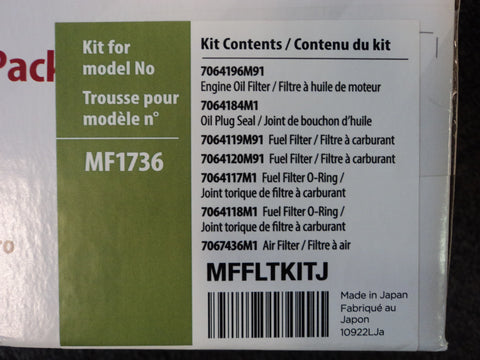 Pack
Kit for
model No
Trousse pour
modèle n°
MF1736
Kit Contents / Contenu du kit
7064196M91
Engine Oil Filter / Filtre à huile de moteur
7064184M1
Oil Plug Seal / Joint de bouchon d'huile
7064119M91 Fuel Filter / Filtre à carburant
7064120M91 Fuel Filter / Filtre à carburant
7064117M1 Fuel Filter O-Ring /
Joint torique de filtre à carburant
7064118M1 Fuel Filter O-Ring /
Joint torique de filtre à carburant
7067436M1 Air Filter / Filtre à air
MFFLTKITJ
Made in Japan
Fabriqué au
Japon
10922LJa